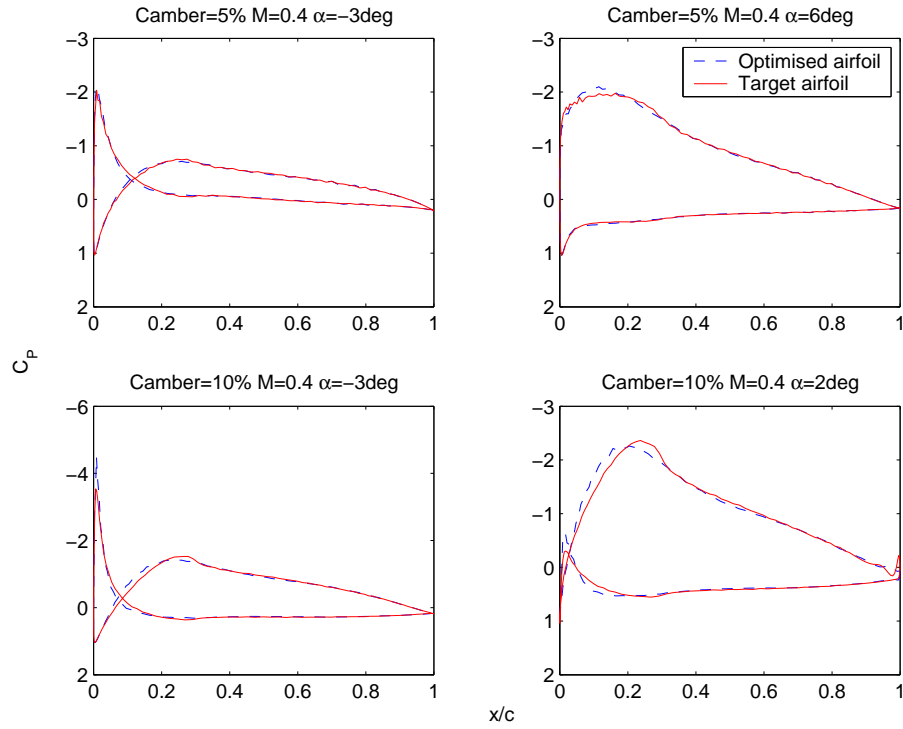 Camber=5% M=0.4 α=−3deg
Camber=5% M=0.4 α=6deg
−3
−2
−1
0
1
2
0 0.2 0.4 0.6 0.8 1
−3
−2
−1
0
1
2
0 0.2 0.4 0.6 0.8 1
Optimised airfoil
Target airfoil
C_P
Camber=10% M=0.4 α=−3deg
Camber=10% M=0.4 α=2deg
−6
−4
−2
0
2
0 0.2 0.4 0.6 0.8 1
−3
−2
−1
0
1
2
0 0.2 0.4 0.6 0.8 1
x/c